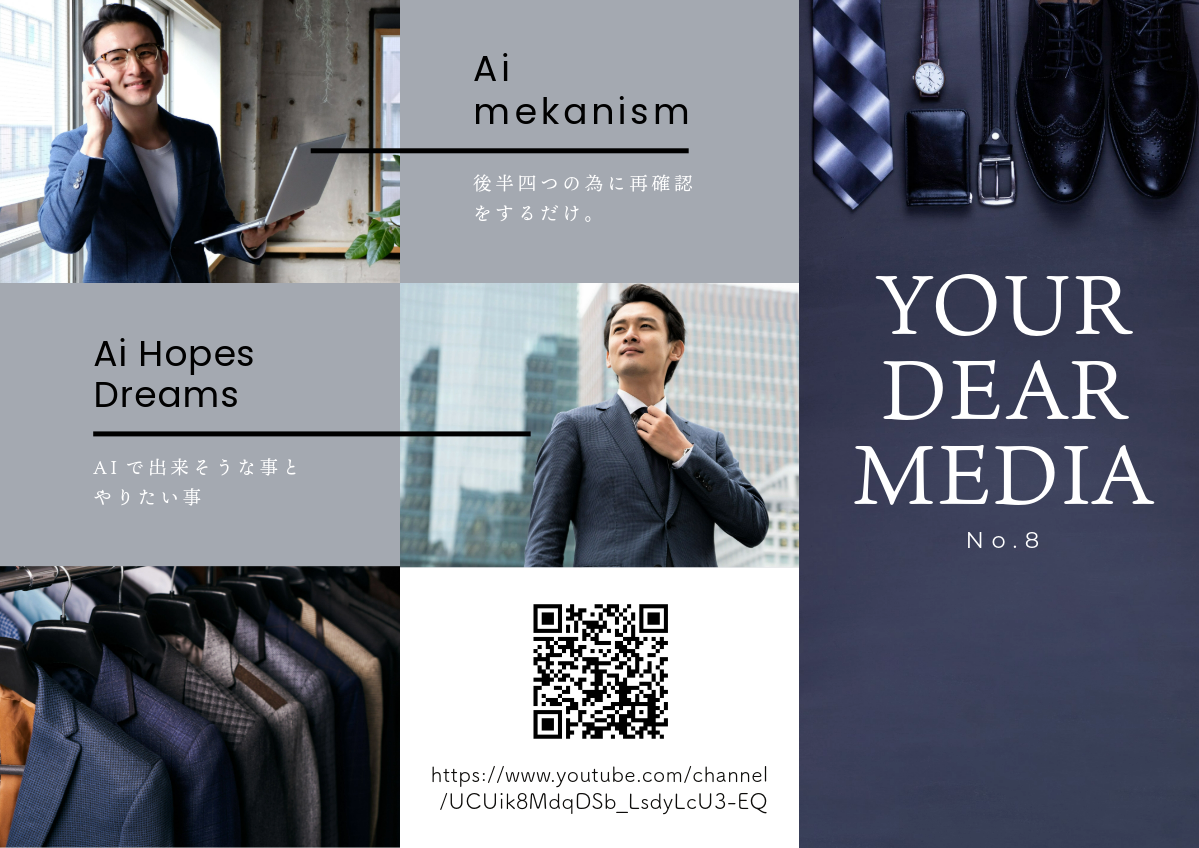 Ai
mekanism
後半四つの為に再確認
をするだけ。
Ai Hopes
Dreams
AIで出来そうな事と
やりたい事
https://www.youtube.com/channel
/UCUik8MdqDSb_LsdyLcU3-EQ
YOUR
DEAR
MEDIA
No.8